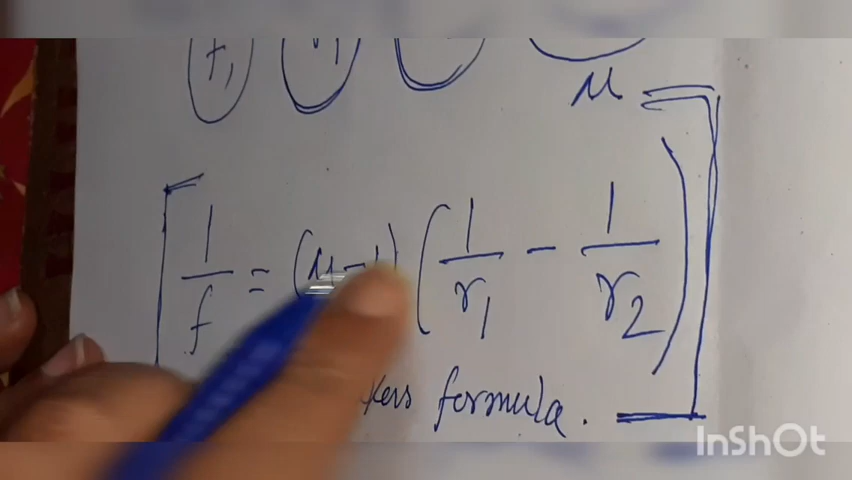 f, r,
μ
1/f = (μ-1) (1/r₁ - 1/r₂)
formula.
InShOt